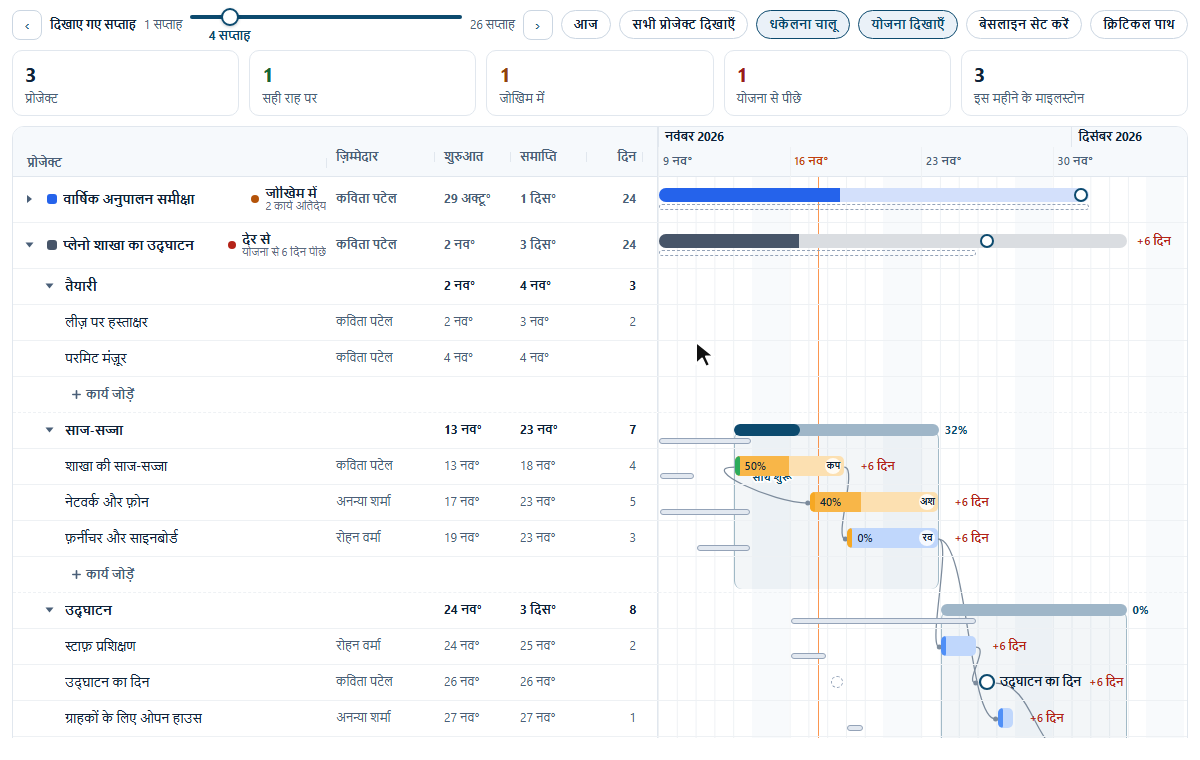 ‹ दिखाए गए सप्ताह 1 सप्ताह 4 सप्ताह 26 सप्ताह › आज सभी प्रोजेक्ट दिखाएँ धकेलना चालू योजना दिखाएँ बेसलाइन सेट करें क्रिटिकल पाथ
3 1 1 1 3
प्रोजेक्ट सही राह पर जोखिम में योजना से पीछे इस महीने के माइलस्टोन
नवंबर 2026 दिसंबर 2026
प्रोजेक्ट ज़िम्मेदार शुरुआत समाप्ति दिन 9 नव॰ 16 नव॰ 23 नव॰ 30 नव॰
वार्षिक अनुपालन समीक्षा जोखिम में कविता पटेल 29 अक्टू॰ 1 दिस॰ 24
2 कार्य अतिदेय
प्लेनो शाखा का उद्घाटन देर से कविता पटेल 2 नव॰ 3 दिस॰ 24 +6 दिन
योजना से 6 दिन पीछे
तैयारी 2 नव॰ 4 नव॰ 3
लीज़ पर हस्ताक्षर कविता पटेल 2 नव॰ 3 नव॰ 2
परमिट मंज़ूर कविता पटेल 4 नव॰ 4 नव॰
+ कार्य जोड़ें
साज-सज्जा 13 नव॰ 23 नव॰ 7 32%
शाखा की साज-सज्जा कविता पटेल 13 नव॰ 18 नव॰ 4 50% कप +6 दिन
साथ शुरू
नेटवर्क और फ़ोन अनन्या शर्मा 17 नव॰ 23 नव॰ 5 40% अश +6 दिन
फ़र्नीचर और साइनबोर्ड रोहन वर्मा 19 नव॰ 23 नव॰ 3 0% रव +6 दिन
+ कार्य जोड़ें
उद्घाटन 24 नव॰ 3 दिस॰ 8 0%
स्टाफ़ प्रशिक्षण रोहन वर्मा 24 नव॰ 25 नव॰ 2 +6 दिन
उद्घाटन का दिन कविता पटेल 26 नव॰ 26 नव॰ उद्घाटन का दिन +6 दिन
ग्राहकों के लिए ओपन हाउस अनन्या शर्मा 27 नव॰ 27 नव॰ 1 +6 दिन